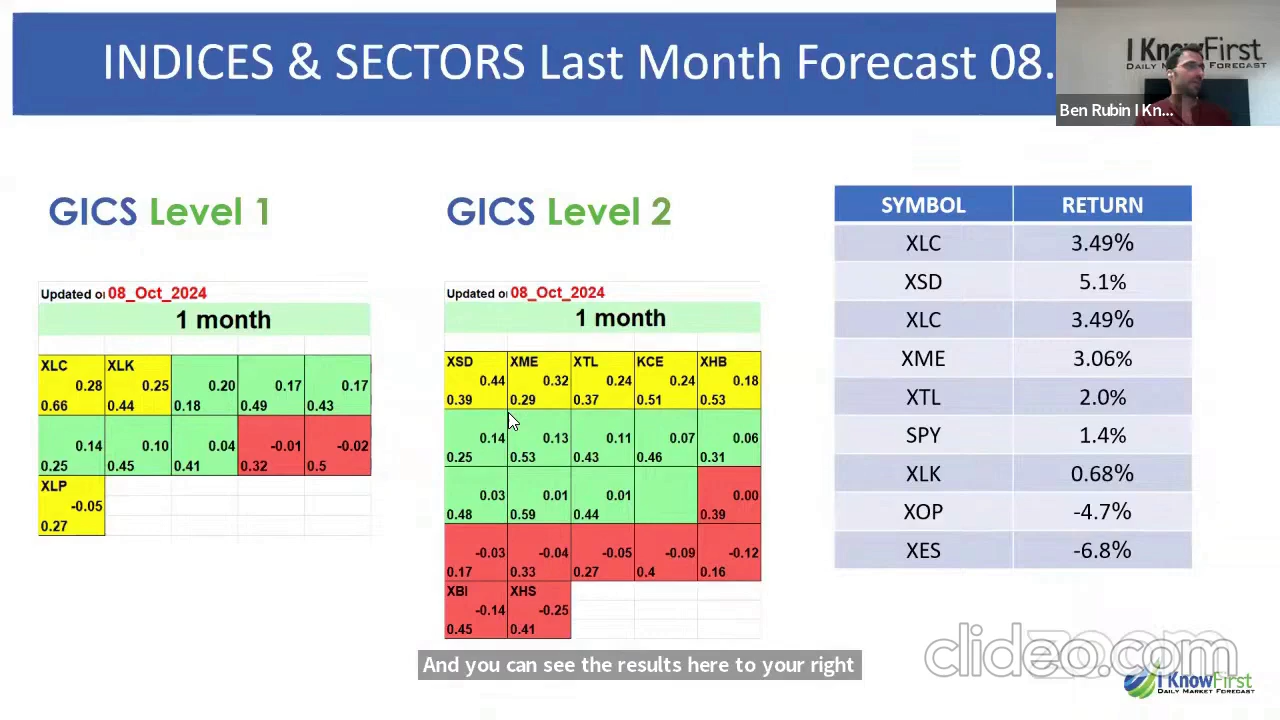 INDICES & SECTORS Last Month Forecast 08.
I KnowFirst
DAILY MARKET FORECAST
Ben Rubin I Kn...
GICS Level 1
Updated o 08_Oct_2024
1 month
XLC XLK
0.28 0.25 0.20 0.17 0.17
0.66 0.44 0.18 0.49 0.43
0.14 0.10 0.04 -0.01 -0.02
0.25 0.45 0.41 0.32 0.5
XLP
-0.05
0.27
GICS Level 2
Updated o 08_Oct_2024
1 month
XSD XME XTL KCE XHB
0.44 0.32 0.24 0.24 0.18
0.39 0.29 0.37 0.51 0.53
0.14 0.13 0.11 0.07 0.06
0.25 0.53 0.43 0.46 0.31
0.03 0.01 0.01 0.00
0.48 0.59 0.44 0.39
-0.03 -0.04 -0.05 -0.09 -0.12
0.17 0.33 0.27 0.4 0.16
XBI XHS
-0.14 -0.25
0.45 0.41
SYMBOL RETURN
XLC 3.49%
XSD 5.1%
XLC 3.49%
XME 3.06%
XTL 2.0%
SPY 1.4%
XLK 0.68%
XOP -4.7%
XES -6.8%
And you can see the results here to your right
clideo.com
I KnowFirst
DAILY MARKET FORECAST